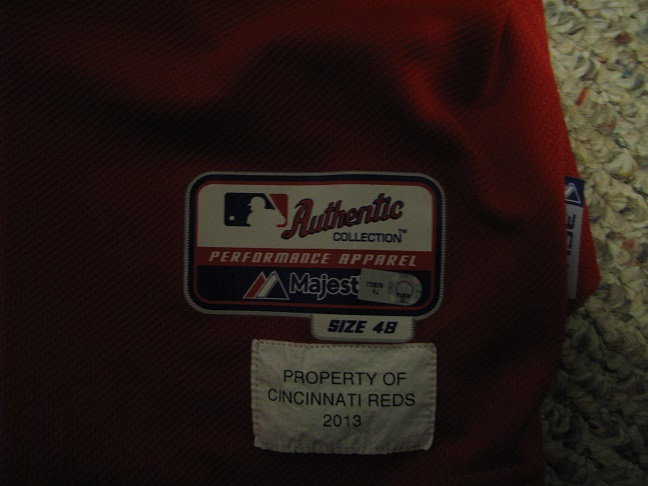 Authentic
COLLECTION™
PERFORMANCE APPAREL
Majest
SIZE 48
PROPERTY OF
CINCINNATI REDS
2013